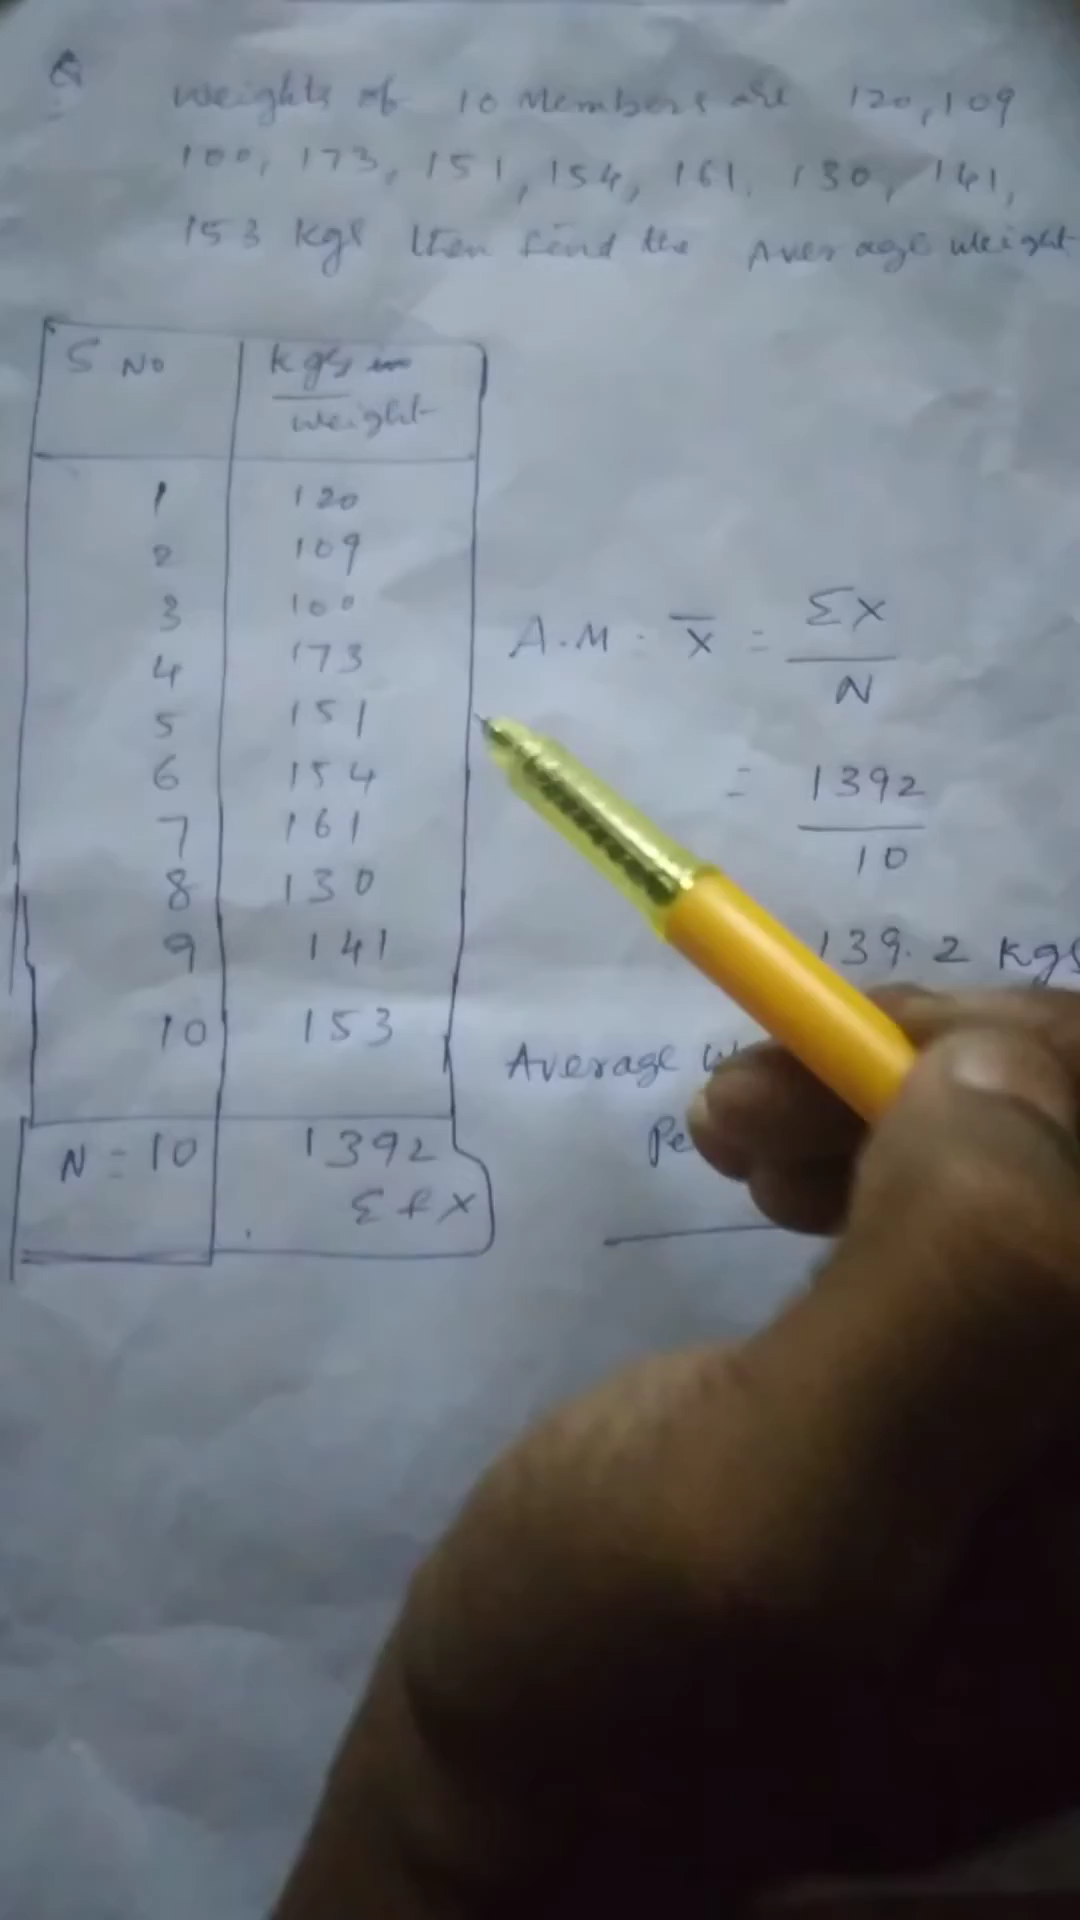 Q
Weights of 10 Members are 120, 109
100, 173, 151, 154, 161, 130, 141,
153 kgs then find the Average weight
S No
kgs in
weight
1 120
2 109
3 100
4 173
5 151
6 154
7 161
8 130
9 141
10 153
N = 10 1392
Σ f x
A.M. x̅ = Σx
N
= 1392
10
139.2 kgs
Average